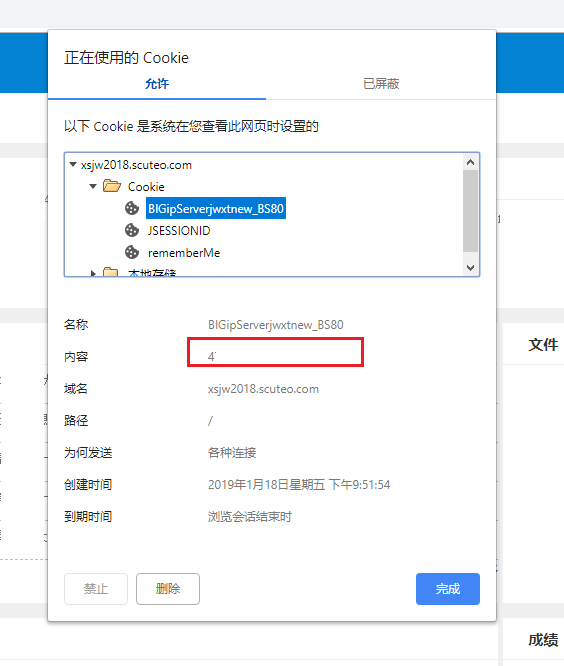 正在使用的 Cookie
允许 已屏蔽
以下 Cookie 是系统在您查看此网页时设置的
xsjw2018.scuteo.com
Cookie
BIGipServerjwxtnew_BS80
JSESSIONID
rememberMe
本地存储
名称 BIGipServerjwxtnew_BS80
内容 4
域名 xsjw2018.scuteo.com
路径 /
为何发送 各种连接
创建时间 2019年1月18日星期五 下午9:51:54
到期时间 浏览会话结束时
禁止 删除 完成
文件
成绩